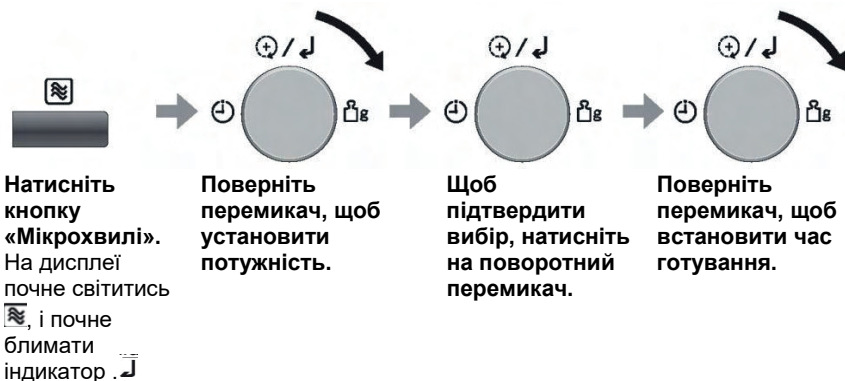 Натисніть
кнопку
«Мікрохвилі».
На дисплеї
почне світитись
, і почне
блимати
індикатор .
Поверніть
перемикач, щоб
установити
потужність.
Щоб
підтвердити
вибір, натисніть
на поворотний
перемикач.
Поверніть
перемикач, щоб
встановити час
готування.
/
g
/
g
/
g